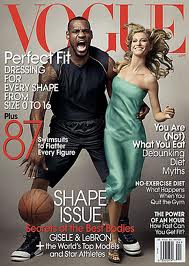 VOGUE
Perfect Fit
DRESSING FOR
EVERY SHAPE
FROM
SIZE 0 TO 16
Plus
87
Swimsuits
to Flatter
Every Figure
SHAPE
ISSUE
Secrets of the Best Bodies
GISELE & LEBRON
+ the World's Top Models
and Star Athletes
You Are
(Not)
What You
Eat
Debunking
Diet
Myths
NO-EXERCISE DIET
What Happens
When You
Quit the Gym
THE POWER OF
AN HOUR
How Fast Can
You Get Fit?